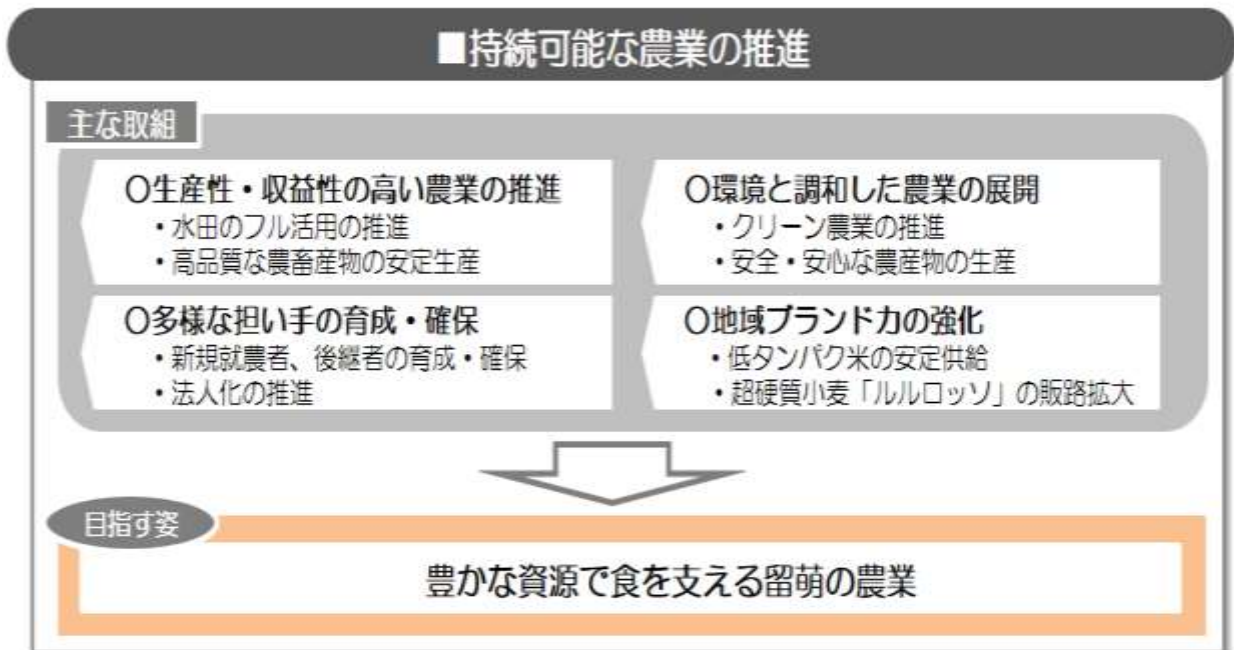 ■持続可能な農業の推進
主な取組
〇生産性・収益性の高い農業の推進
・水田のフル活用の推進
・高品質な農畜産物の安定生産
〇環境と調和した農業の展開
・クリーン農業の推進
・安全・安心な農産物の生産
〇多様な担い手の育成・確保
・新規就農者、後継者の育成・確保
・法人化の推進
〇地域ブランド力の強化
・低タンパク米の安定供給
・超硬質小麦「ルルロッソ」の販路拡大
目指す姿
豊かな資源で食を支える留萌の農業